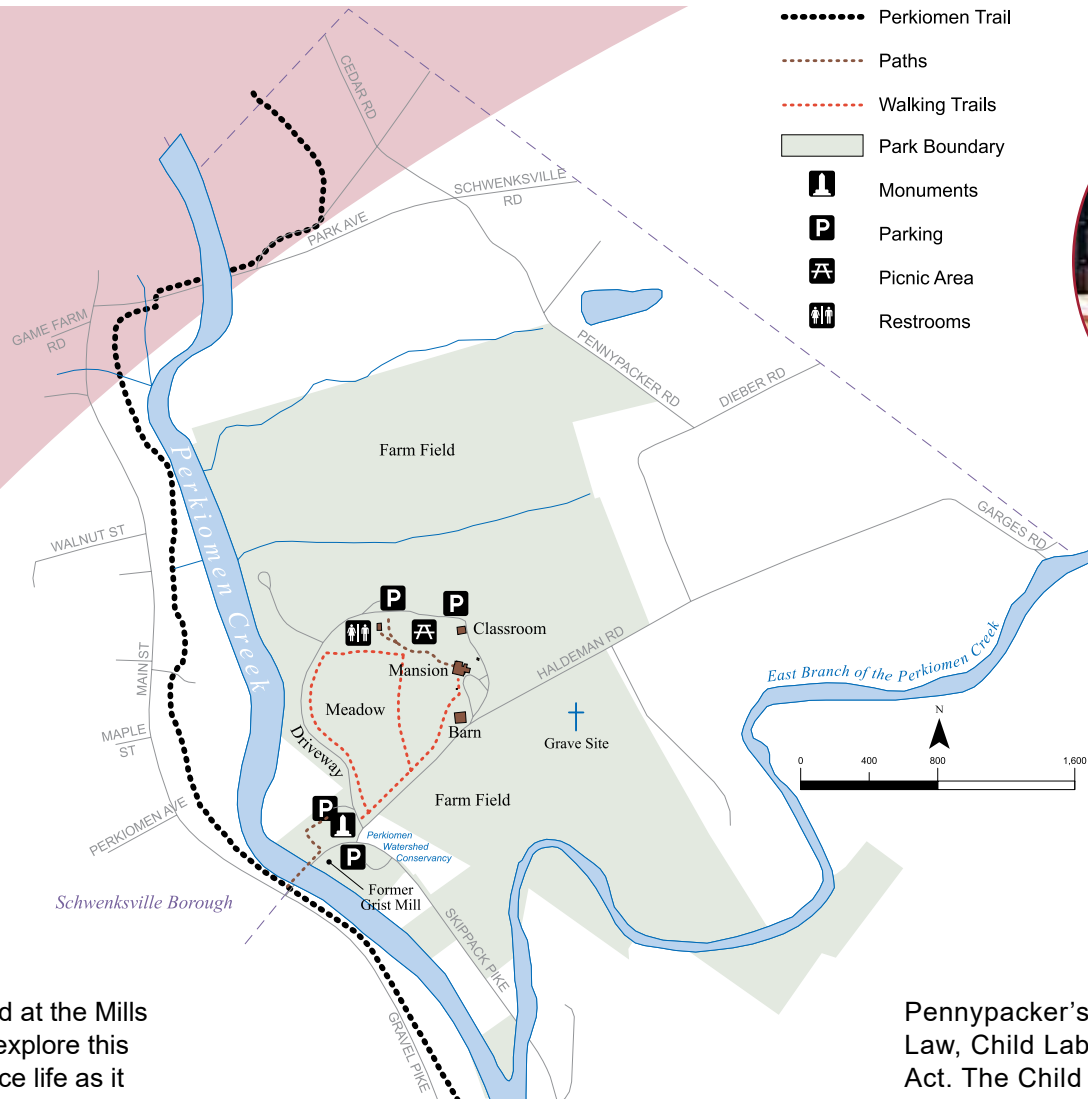 Perkiomen Trail
Paths
Walking Trails
Park Boundary
Monuments
P
Parking
Picnic Area
Restrooms
CEDAR RD
SCHWENKSVILLE
RD
PARK AVE
GAME FARM
RD
PENNYPACKER RD
DIEBER RD
Farm Field
Perkiomen Creek
WALNUT ST
GARGES RD
P
P
Classroom
Mansion
HALDEMAN RD
MAIN ST
East Branch of the Perkiomen Creek
Meadow
Barn
N
MAPLE
ST
Driveway
Grave Site
0
400
800
1,600
Farm Field
P
PERKIOMEN AVE
Perkiomen
Watershed
Conservancy
P
Former
Grist Mill
Schwenksville Borough
SKIPPACK PIKE
GRAVEL PIKE
d at the Mills
explore this
ce life as it
Pennypacker's
Law, Child Lab
Act. The Child